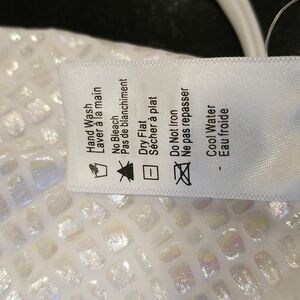 Hand Wash
Laver à la main
No Bleach
Pas de blanchiment
Dry Flat
Sécher à plat
Do Not Iron
Ne pas repasser
- Cool Water
Eau froide